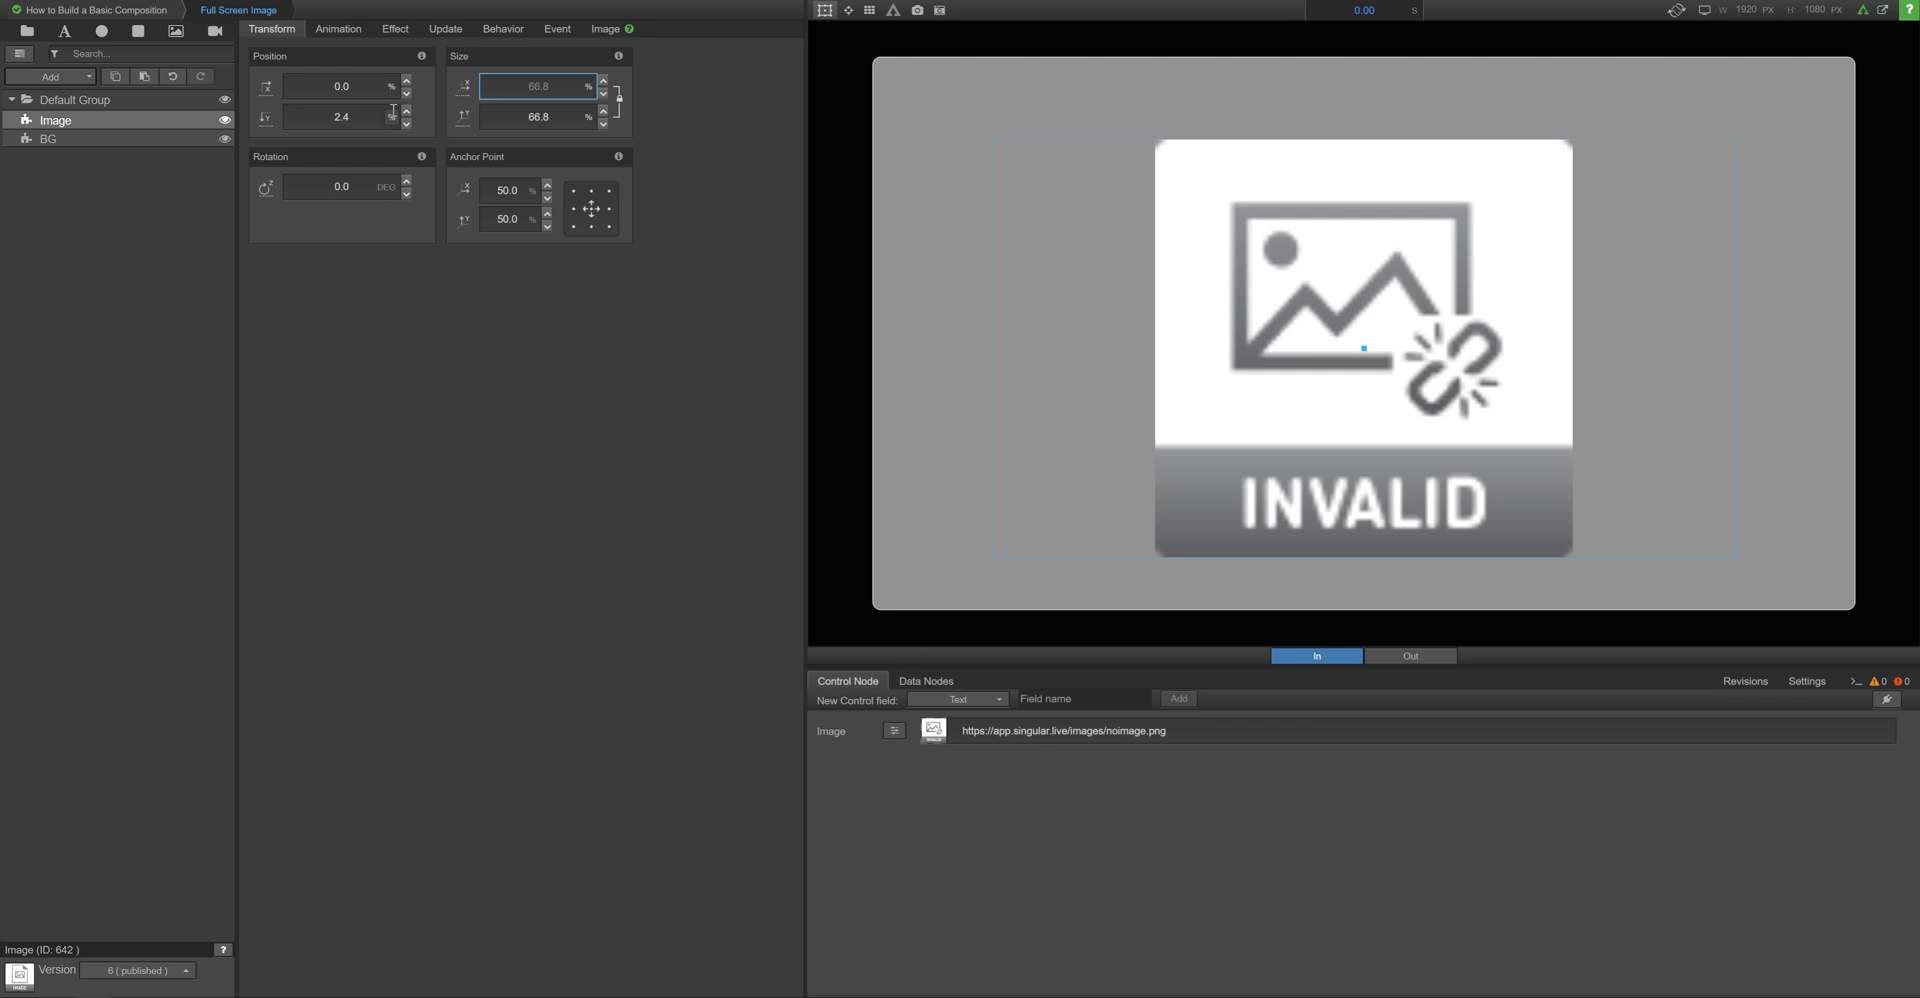 How to Build a Basic Composition
Full Screen Image
Search...
Add
Default Group
Image
BG
Image (ID: 642 )
?
IMAGE
Version
6 ( published )
Transform
Animation
Effect
Update
Behavior
Event
Image ?
Position
X
0.0 %
Y
2.4 %
Size
X
66.8 %
Y
66.8 %
Rotation
Z
0.0 DEG
Anchor Point
X
50.0 %
Y
50.0 %
0.00 S
W 1920 PX H 1080 PX
?
INVALID
In
Out
Control Node
Data Nodes
Revisions
Settings
>_ 0 0
New Control field:
Text
Field name
Add
Image
INVALID
https://app.singular.live/images/noimage.png